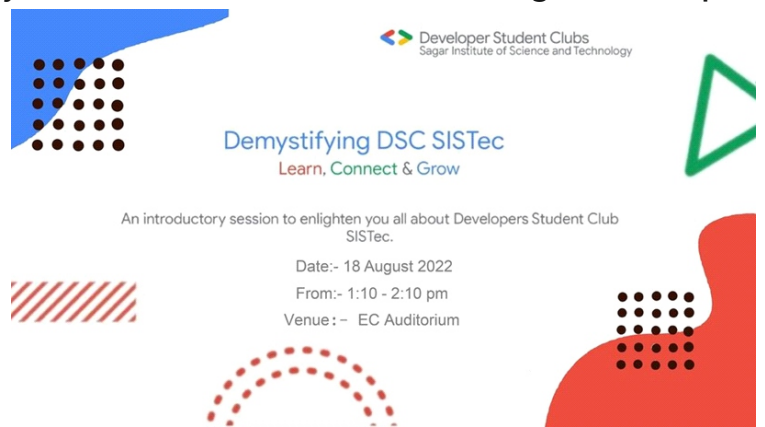 Developer Student Clubs
Sagar Institute of Science and Technology
Demystifying DSC SISTec
Learn, Connect & Grow
An introductory session to enlighten you all about Developers Student Club
SISTec.
Date:- 18 August 2022
From:- 1:10 - 2:10 pm
Venue:- EC Auditorium